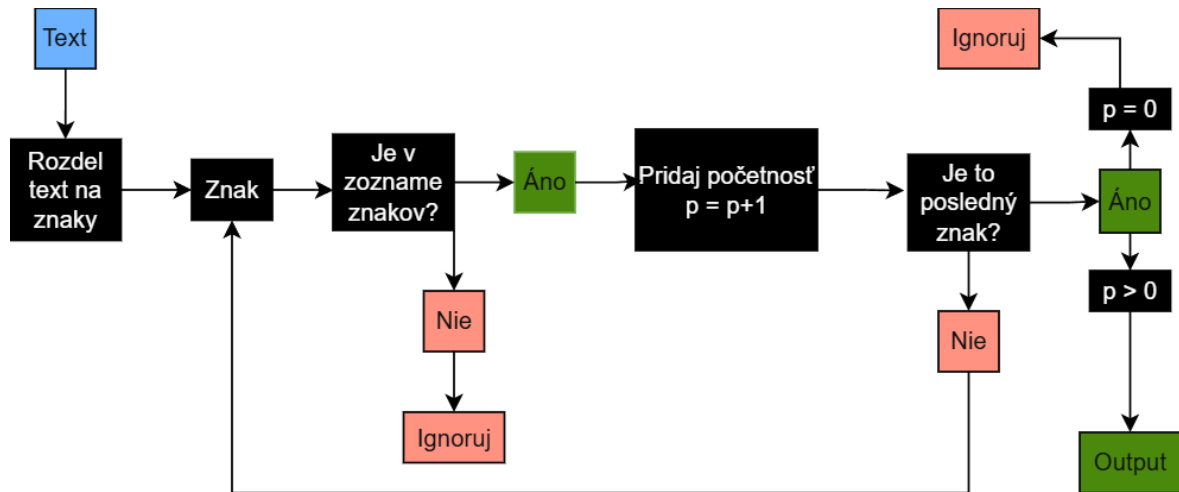 Text
Rozdel
text na
znaky
Znak
Je v
zozname
znakov?
Áno
Nie
Ignoruj
Pridaj početnosť
p = p+1
Je to
posledný
znak?
Nie
Áno
p = 0
Ignoruj
p > 0
Output